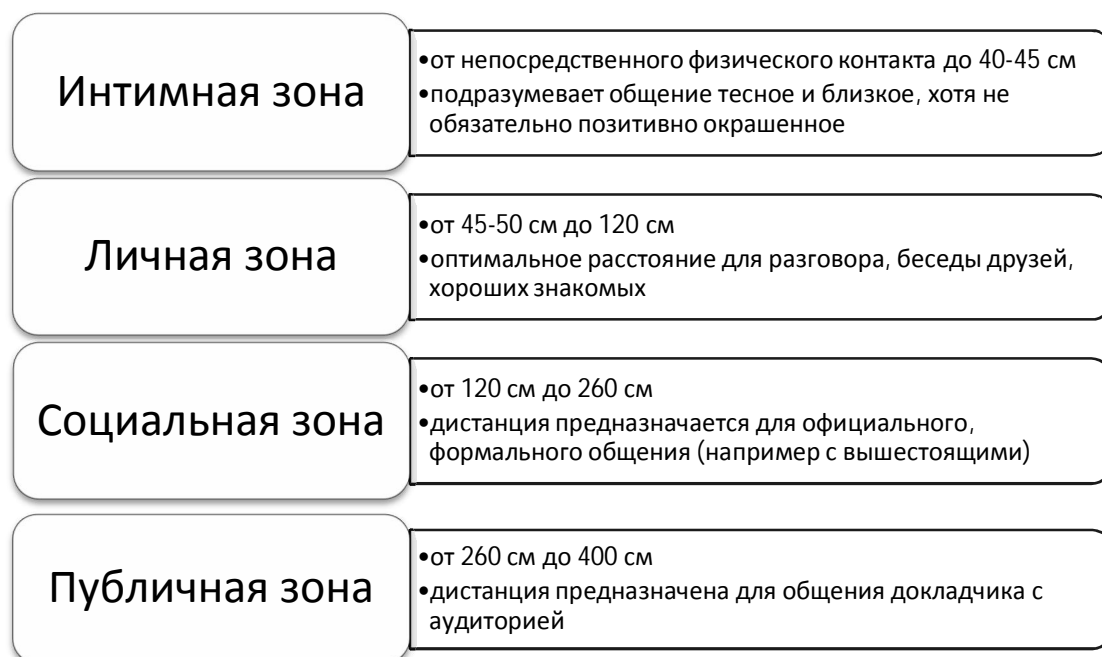 Интимная зона
•от непосредственного физического контакта до 40-45 см
•подразумевает общение тесное и близкое, хотя не
обязательно позитивно окрашенное
Личная зона
•от 45-50 см до 120 см
•оптимальное расстояние для разговора, беседы друзей,
хороших знакомых
Социальная зона
•от 120 см до 260 см
•дистанция предназначается для официального,
формального общения (например с вышестоящими)
Публичная зона
•от 260 см до 400 см
•дистанция предназначена для общения докладчика с
аудиторией